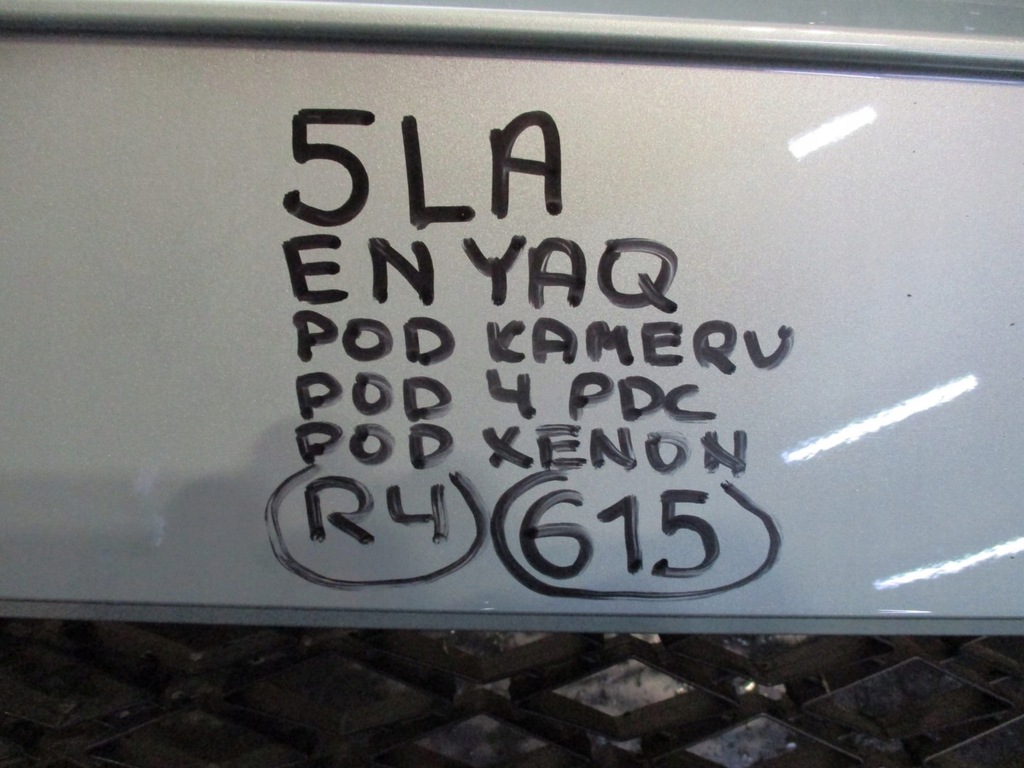 5LA
ENYAQ
POD KAMERU
POD 4 PDC
POD XENON
R4 615